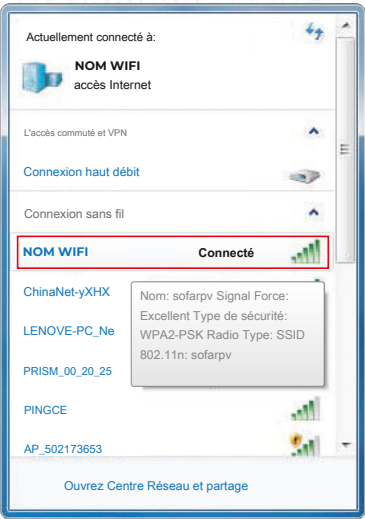 Actuellement connecté à:
NOM WIFI
accès Internet
L'accès commuté et VPN
Connexion haut débit
Connexion sans fil
NOM WIFI Connecté
ChinaNet-yXHX
Nom: sofarpv Signal Force:
Excellent Type de sécurité:
WPA2-PSK Radio Type: SSID
802.11n: sofarpv
LENOVE-PC_Ne
PRISM_00_20_25
PINGCE
AP_502173653
Ouvrez Centre Réseau et partage